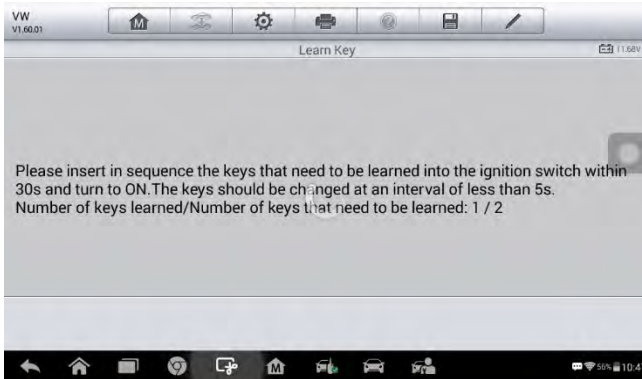 VW
V1.60.01
M
Learn Key
11.68V
Please insert in sequence the keys that need to be learned into the ignition switch within
30s and turn to ON.The keys should be changed at an interval of less than 5s.
Number of keys learned/Number of keys that need to be learned: 1 / 2
M
56%